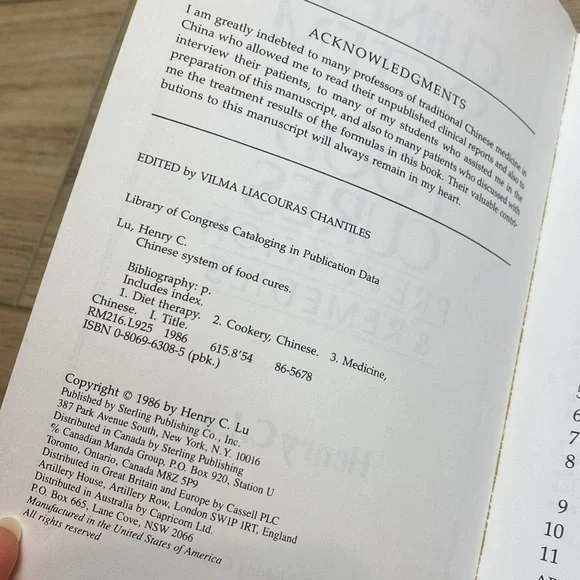 ACKNOWLEDGMENTS
I am greatly indebted to many professors of traditional Chinese medicine in
China who allowed me to read their unpublished clinical reports and also to
interview their patients, to many of my students who assisted me in the
preparation of this manuscript, and also to many patients who discussed with
me the treatment results of the formulas in this book. Their valuable contri-
butions to this manuscript will always remain in my heart.
EDITED BY VILMA LIACOURAS CHANTILES
Library of Congress Cataloging in Publication Data
Lu, Henry C.
Chinese system of food cures.
Bibliography: p.
Includes index.
1. Diet therapy. 2. Cookery, Chinese. 3. Medicine,
Chinese. I. Title.
RM216.L925 1986 615.8'54 86-5678
ISBN 0-8069-6308-5 (pbk.)
Copyright © 1986 by Henry C. Lu
Published by Sterling Publishing Co., Inc.
387 Park Avenue South, New York, N.Y. 10016
Distributed in Canada by Sterling Publishing
% Canadian Manda Group, P.O. Box 920, Station U
Toronto, Ontario, Canada M8Z 5P9
Distributed in Great Britain and Europe by Cassell PLC
Artillery House, Artillery Row, London SW1P 1RT, England
Distributed in Australia by Capricorn Ltd.
P.O. Box 665, Lane Cove, NSW 2066
Manufactured in the United States of America
All rights reserved
6
7
8
9
10
11